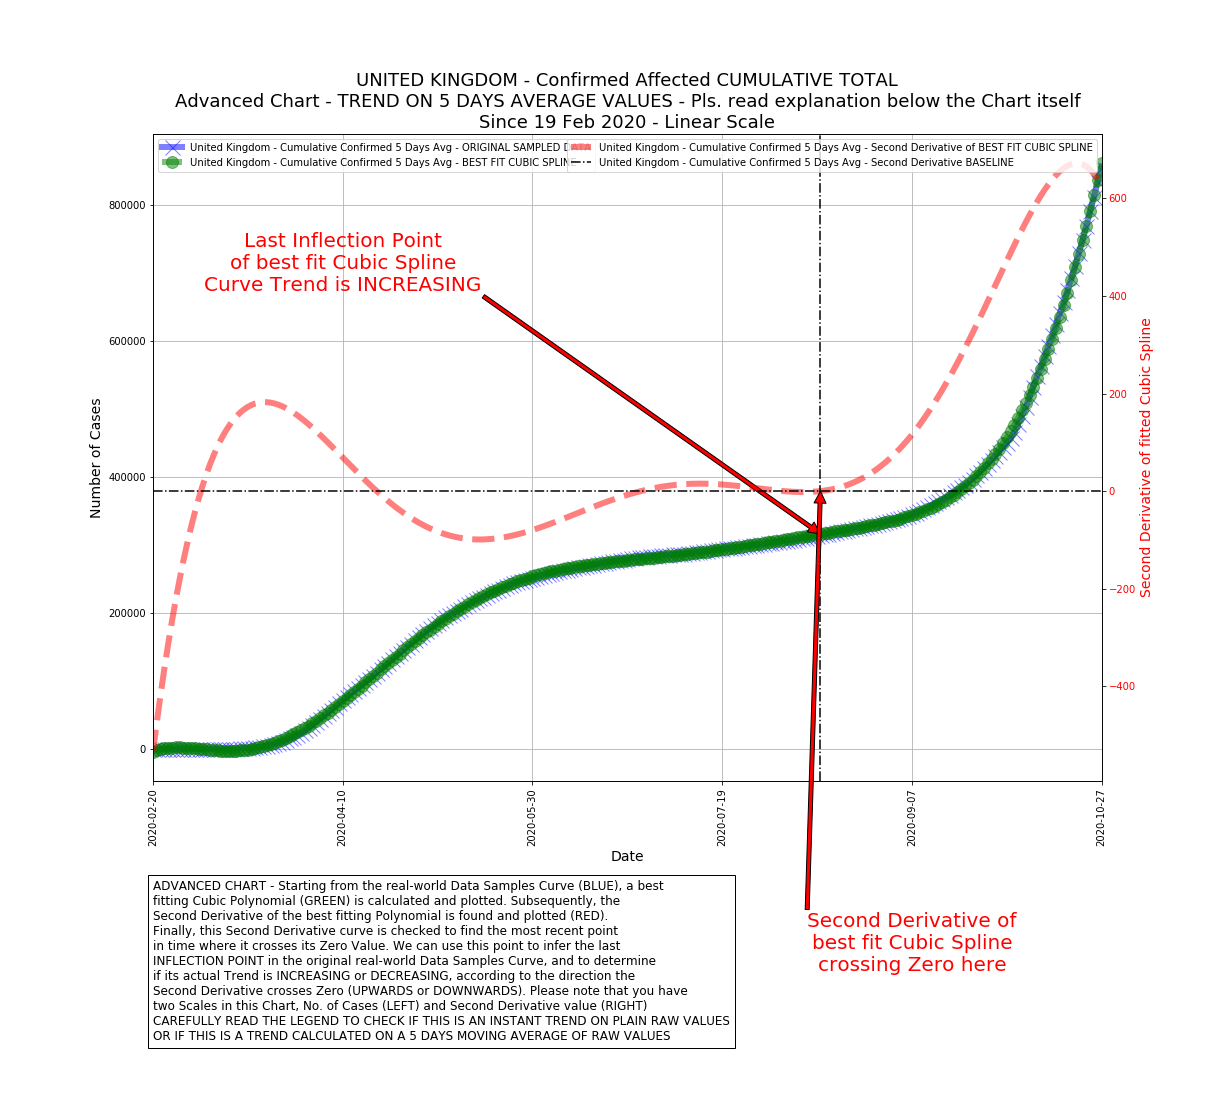 UNITED KINGDOM - Confirmed Affected CUMULATIVE TOTAL
Advanced Chart - TREND ON 5 DAYS AVERAGE VALUES - Pls. read explanation below the Chart itself
Since 19 Feb 2020 - Linear Scale
United Kingdom - Cumulative Confirmed 5 Days Avg - ORIGINAL SAMPLED DATA
United Kingdom - Cumulative Confirmed 5 Days Avg - BEST FIT CUBIC SPLINE
United Kingdom - Cumulative Confirmed 5 Days Avg - Second Derivative of BEST FIT CUBIC SPLINE
United Kingdom - Cumulative Confirmed 5 Days Avg - Second Derivative BASELINE
Last Inflection Point
of best fit Cubic Spline
Curve Trend is INCREASING
Number of Cases
800000
600000
400000
200000
0
600
400
200
0
−200
−400
Second Derivative of fitted Cubic Spline
2020-02-20
2020-04-10
2020-05-30
2020-07-19
2020-09-07
2020-10-27
Date
Second Derivative of
best fit Cubic Spline
crossing Zero here
ADVANCED CHART - Starting from the real-world Data Samples Curve (BLUE), a best
fitting Cubic Polynomial (GREEN) is calculated and plotted. Subsequently, the
Second Derivative of the best fitting Polynomial is found and plotted (RED).
Finally, this Second Derivative curve is checked to find the most recent point
in time where it crosses its Zero Value. We can use this point to infer the last
INFLECTION POINT in the original real-world Data Samples Curve, and to determine
if its actual Trend is INCREASING or DECREASING, according to the direction the
Second Derivative crosses Zero (UPWARDS or DOWNWARDS). Please note that you have
two Scales in this Chart, No. of Cases (LEFT) and Second Derivative value (RIGHT)
CAREFULLY READ THE LEGEND TO CHECK IF THIS IS AN INSTANT TREND ON PLAIN RAW VALUES
OR IF THIS IS A TREND CALCULATED ON A 5 DAYS MOVING AVERAGE OF RAW VALUES